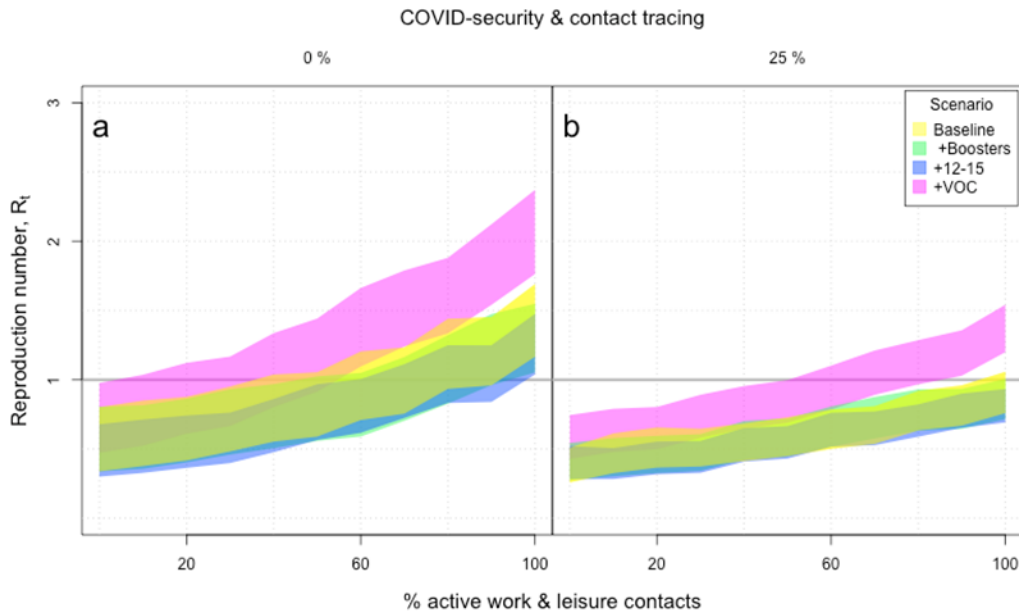 COVID-security & contact tracing
0 %
25 %
a
b
Scenario
Baseline
+Boosters
+12-15
+VOC
Reproduction number, Rt
3
2
1
20
60
100
20
60
100
% active work & leisure contacts